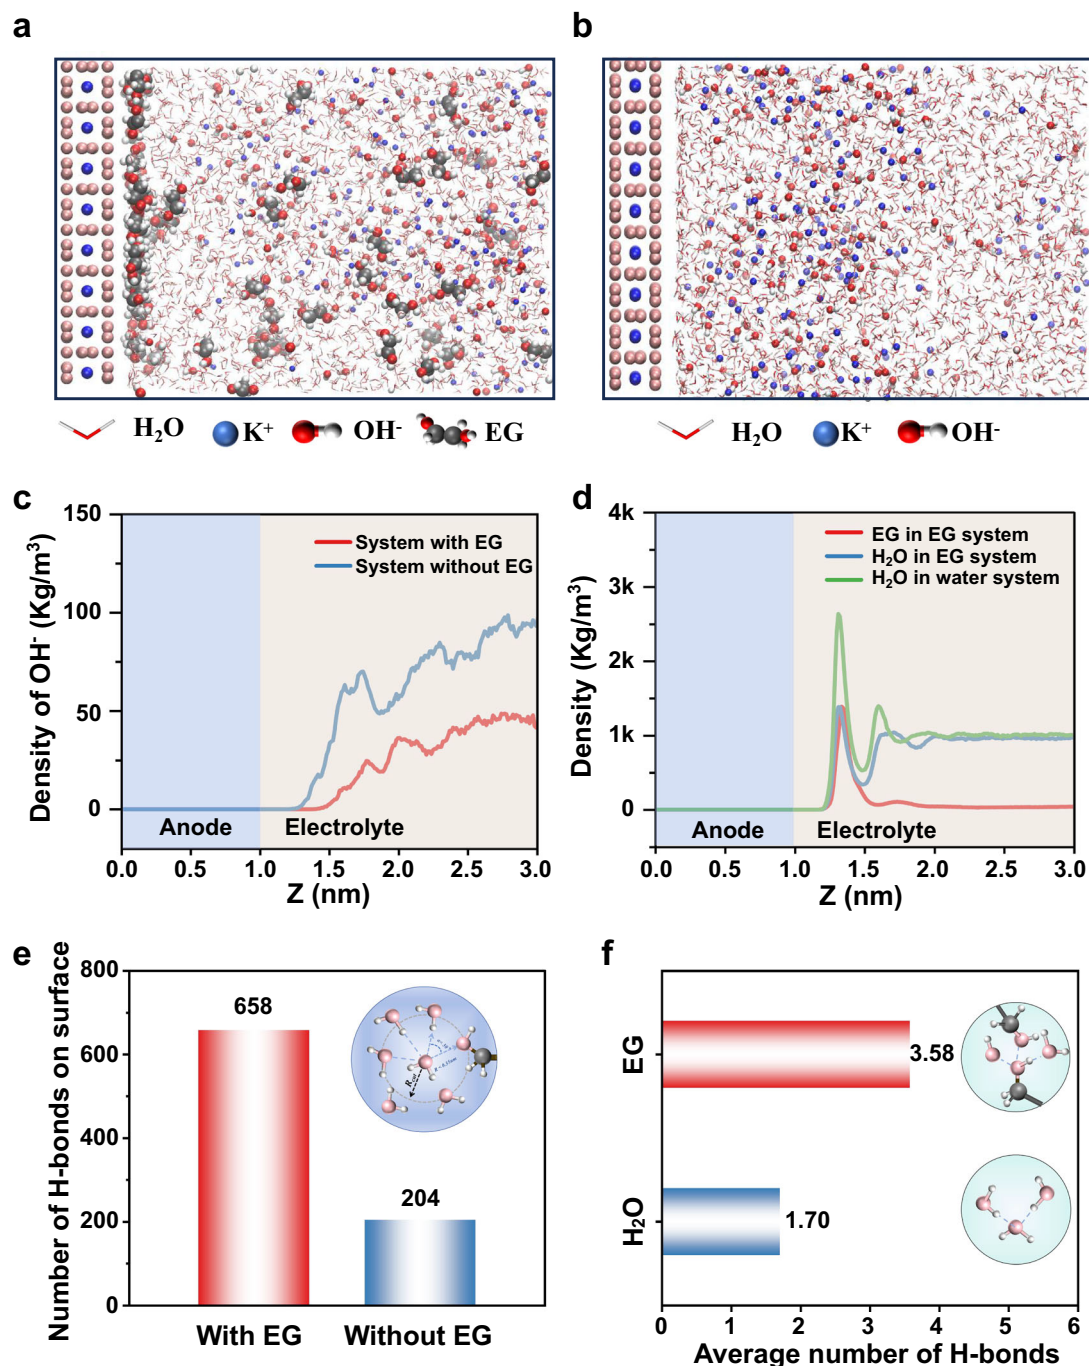 a
b
H₂O K⁺ OH⁻ EG
H₂O K⁺ OH⁻
c
Density of OH⁻ (Kg/m³)
150
100
50
0
System with EG
System without EG
Anode Electrolyte
0.0 0.5 1.0 1.5 2.0 2.5 3.0
Z (nm)
d
Density (Kg/m³)
4k
3k
2k
1k
0
EG in EG system
H₂O in EG system
H₂O in water system
Anode Electrolyte
0.0 0.5 1.0 1.5 2.0 2.5 3.0
Z (nm)
e
Number of H-bonds on surface
800
600
400
200
0
658
204
With EG Without EG
f
EG
H₂O
3.58
1.70
0 1 2 3 4 5 6
Average number of H-bonds